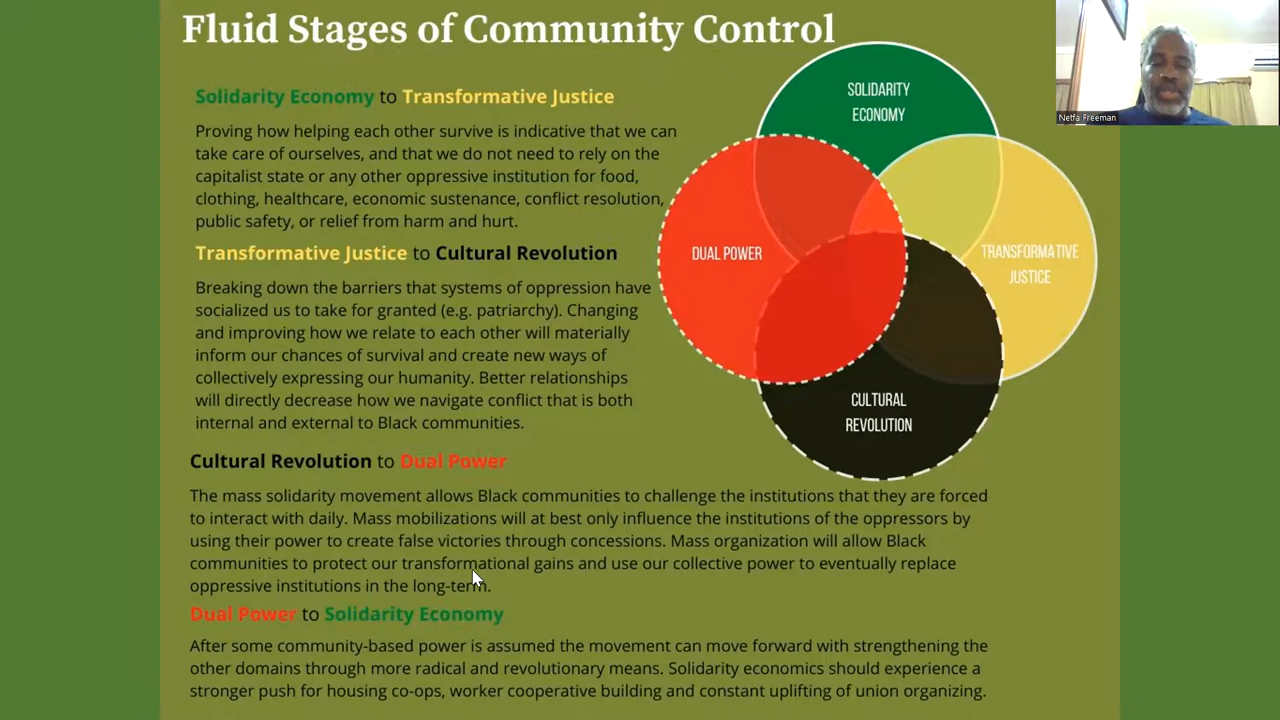 Fluid Stages of Community Control
Solidarity Economy to Transformative Justice
Proving how helping each other survive is indicative that we can
take care of ourselves, and that we do not need to rely on the
capitalist state or any other oppressive institution for food,
clothing, healthcare, economic sustenance, conflict resolution,
public safety, or relief from harm and hurt.
Transformative Justice to Cultural Revolution
Breaking down the barriers that systems of oppression have
socialized us to take for granted (e.g. patriarchy). Changing
and improving how we relate to each other will materially
inform our chances of survival and create new ways of
collectively expressing our humanity. Better relationships
will directly decrease how we navigate conflict that is both
internal and external to Black communities.
Cultural Revolution to Dual Power
The mass solidarity movement allows Black communities to challenge the institutions that they are forced
to interact with daily. Mass mobilizations will at best only influence the institutions of the oppressors by
using their power to create false victories through concessions. Mass organization will allow Black
communities to protect our transformational gains and use our collective power to eventually replace
oppressive institutions in the long-term.
Dual Power to Solidarity Economy
After some community-based power is assumed the movement can move forward with strengthening the
other domains through more radical and revolutionary means. Solidarity economics should experience a
stronger push for housing co-ops, worker cooperative building and constant uplifting of union organizing.
SOLIDARITY
ECONOMY
DUAL POWER
TRANSFORMATIVE
JUSTICE
CULTURAL
REVOLUTION
Netfa Freeman